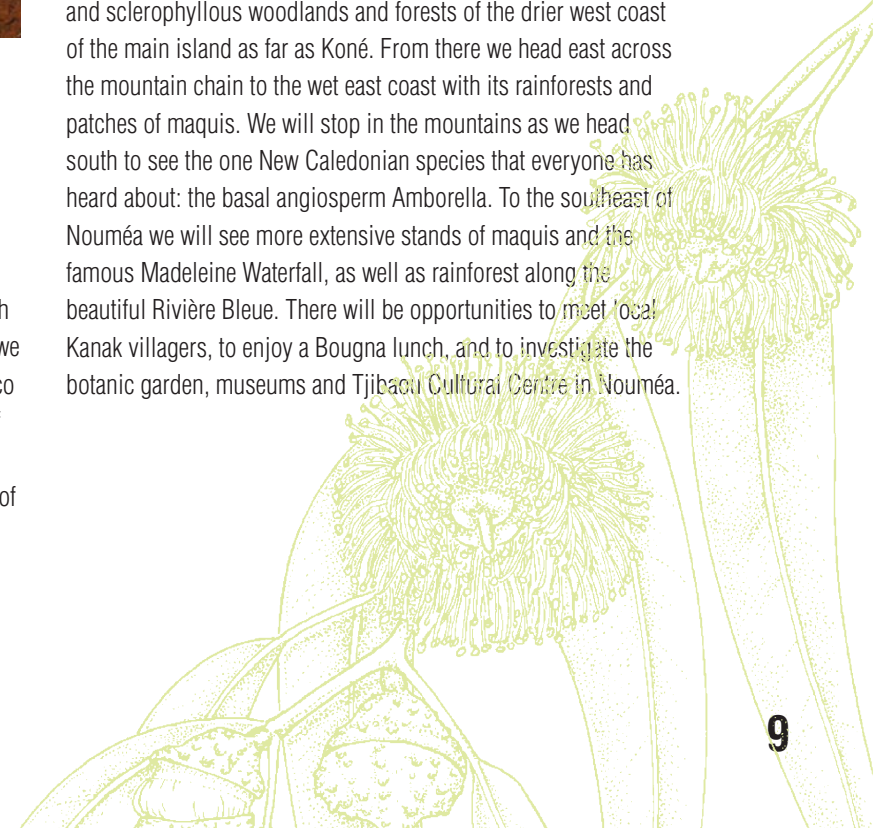 and sclerophyllous woodlands and forests of the drier west coast
of the main island as far as Koné. From there we head east across
the mountain chain to the wet east coast with its rainforests and
patches of maquis. We will stop in the mountains as we head
south to see the one New Caledonian species that everyone has
heard about: the basal angiosperm Amborella. To the southeast of
Nouméa we will see more extensive stands of maquis and the
famous Madeleine Waterfall, as well as rainforest along the
beautiful Rivière Bleue. There will be opportunities to meet local
Kanak villagers, to enjoy a Bougna lunch, and to investigate the
botanic garden, museums and Tjibaou Cultural Centre in Nouméa.
we
of
9